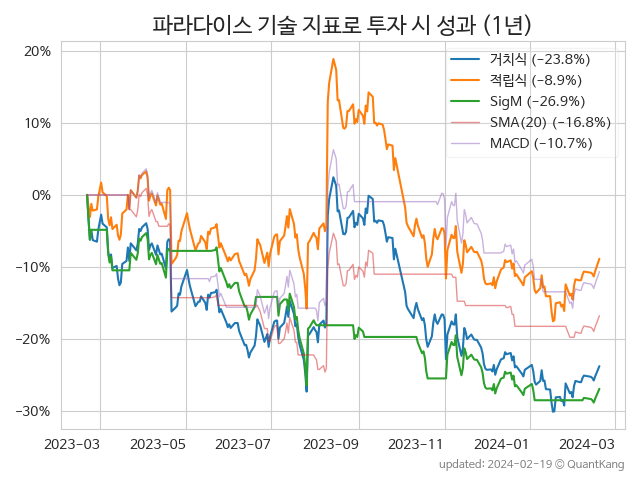 파라다이스 기술 지표로 투자 시 성과 (1년)
20%
10%
0%
−10%
−20%
−30%
거치식 (−23.8%)
적립식 (−8.9%)
SigM (−26.9%)
SMA(20) (−16.8%)
MACD (−10.7%)
2023-03 2023-05 2023-07 2023-09 2023-11 2024-01 2024-03
updated: 2024-02-19 © QuantKang